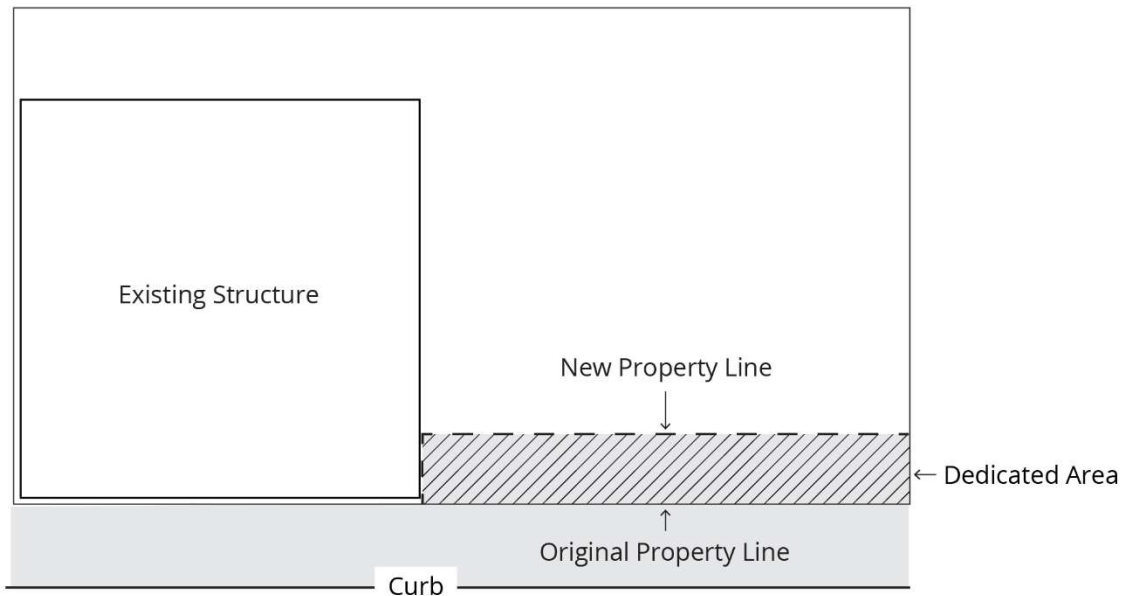 Existing Structure
New Property Line
Dedicated Area
Original Property Line
Curb